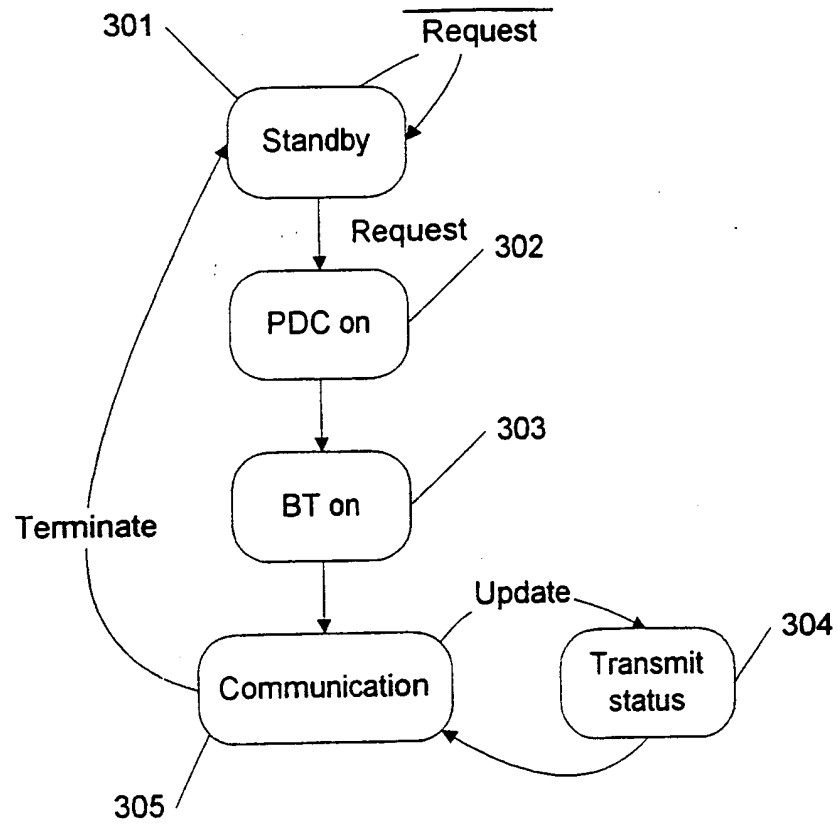 301
Request
Standby
Request
302
PDC on
303
BT on
Terminate
Update
304
Transmit
status
Communication
305